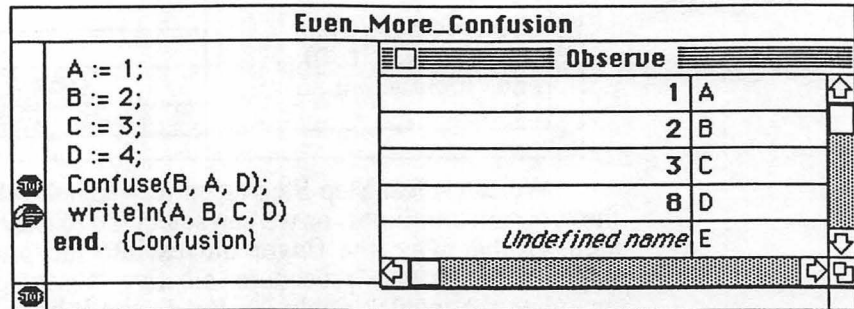 Even_More_Confusion
A := 1;
B := 2;
C := 3;
D := 4;
Confuse(B, A, D);
writeln(A, B, C, D)
end. {Confusion}
Observe
1 A
2 B
3 C
8 D
Undefined name E